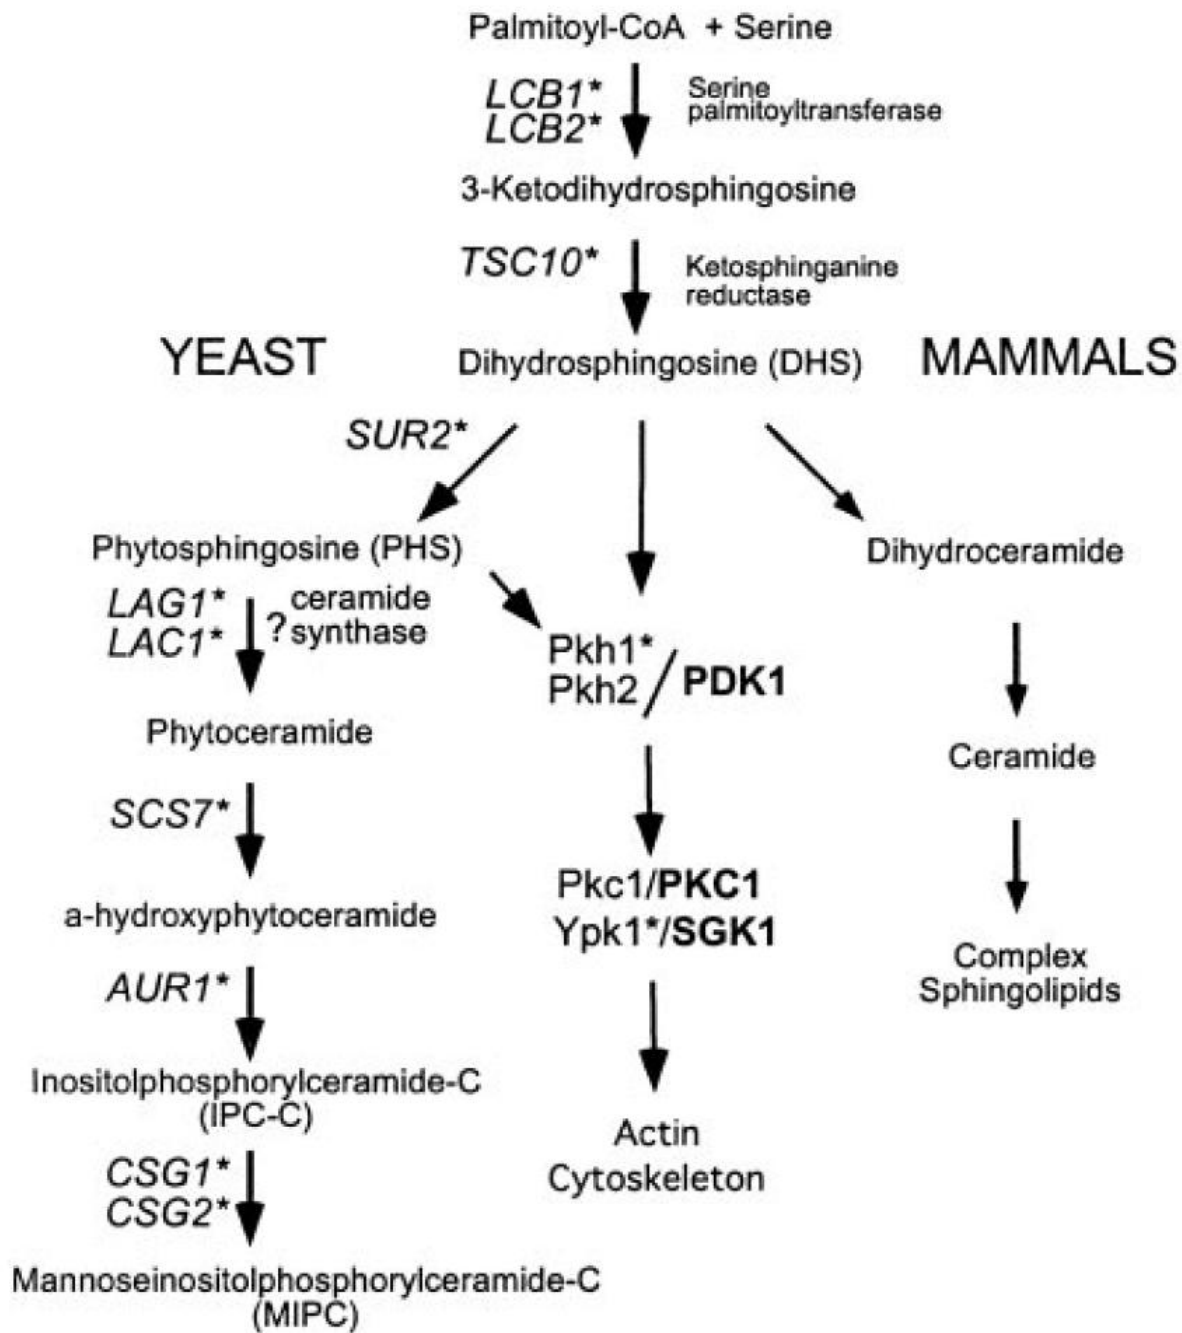 Palmitoyl-CoA + Serine
LCB1*
LCB2*
Serine
palmitoyltransferase
3-Ketodihydrosphingosine
TSC10*
Ketosphinganine
reductase
YEAST
Dihydrosphingosine (DHS)
MAMMALS
SUR2*
Phytosphingosine (PHS)
LAG1*
LAC1*
? ceramide
synthase
Phytoceramide
SCS7*
a-hydroxyphytoceramide
AUR1*
Inositolphosphorylceramide-C
(IPC-C)
CSG1*
CSG2*
Mannoseinositolphosphorylceramide-C
(MIPC)
Pkh1*
Pkh2 / PDK1
Pkc1/PKC1
Ypk1*/SGK1
Actin
Cytoskeleton
Dihydroceramide
Ceramide
Complex
Sphingolipids